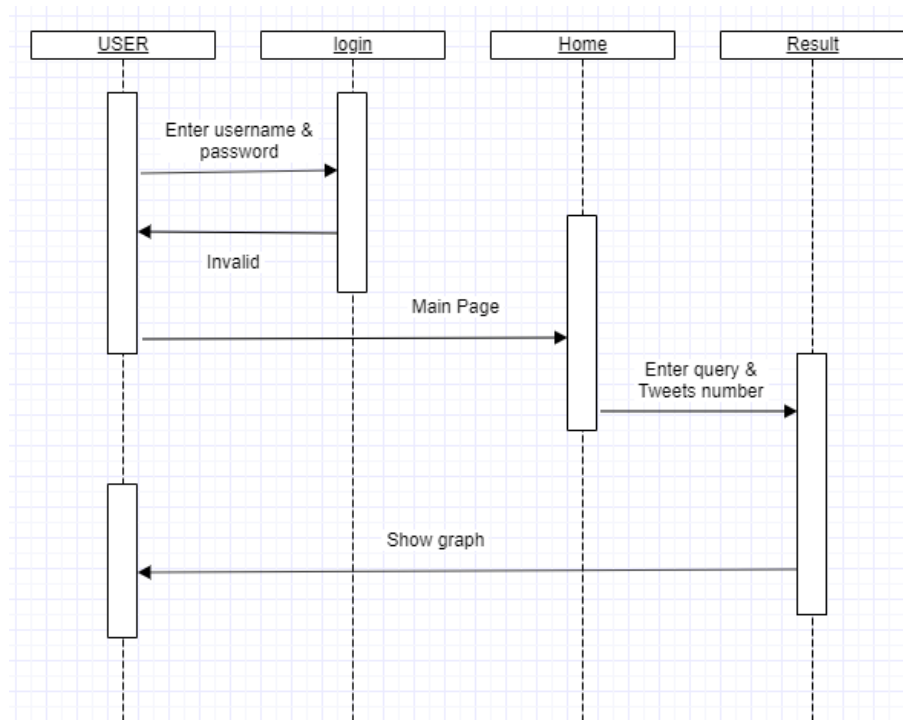 USER
login
Home
Result
Enter username &
password
Invalid
Main Page
Enter query &
Tweets number
Show graph